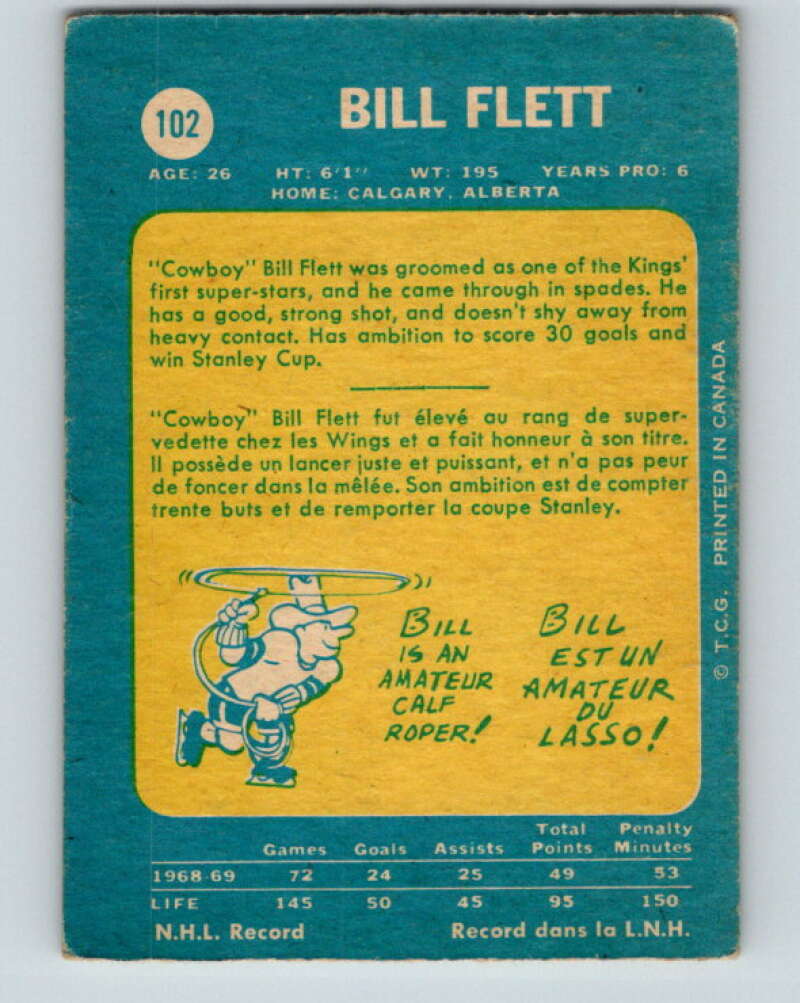 102
BILL FLETT
AGE: 26 HT: 6'1" WT: 195 YEARS PRO: 6
HOME: CALGARY, ALBERTA
"Cowboy" Bill Flett was groomed as one of the Kings'
first super-stars, and he came through in spades. He
has a good, strong shot, and doesn't shy away from
heavy contact. Has ambition to score 30 goals and
win Stanley Cup.
"Cowboy" Bill Flett fut élevé au rang de super-
vedette chez les Wings et a fait honneur à son titre.
Il possède un lancer juste et puissant, et n'a pas peur
de foncer dans la mêlée. Son ambition est de compter
trente buts et de remporter la coupe Stanley.
BILL
IS AN
AMATEUR
CALF
ROPER!
BILL
EST UN
AMATEUR
DU
LASSO!
© T.C.G. PRINTED IN CANADA
Total Penalty
Games Goals Assists Points Minutes
1968-69 72 24 25 49 53
LIFE 145 50 45 95 150
N.H.L. Record Record dans la L.N.H.